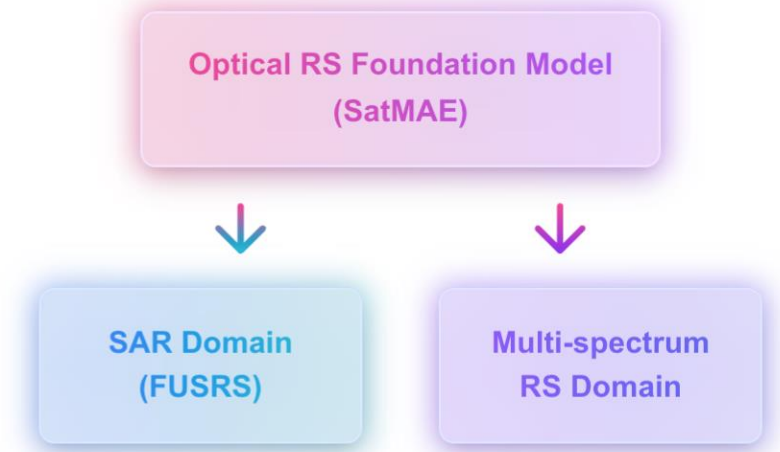 Optical RS Foundation Model
(SatMAE)
SAR Domain
(FUSRS)
Multi-spectrum
RS Domain